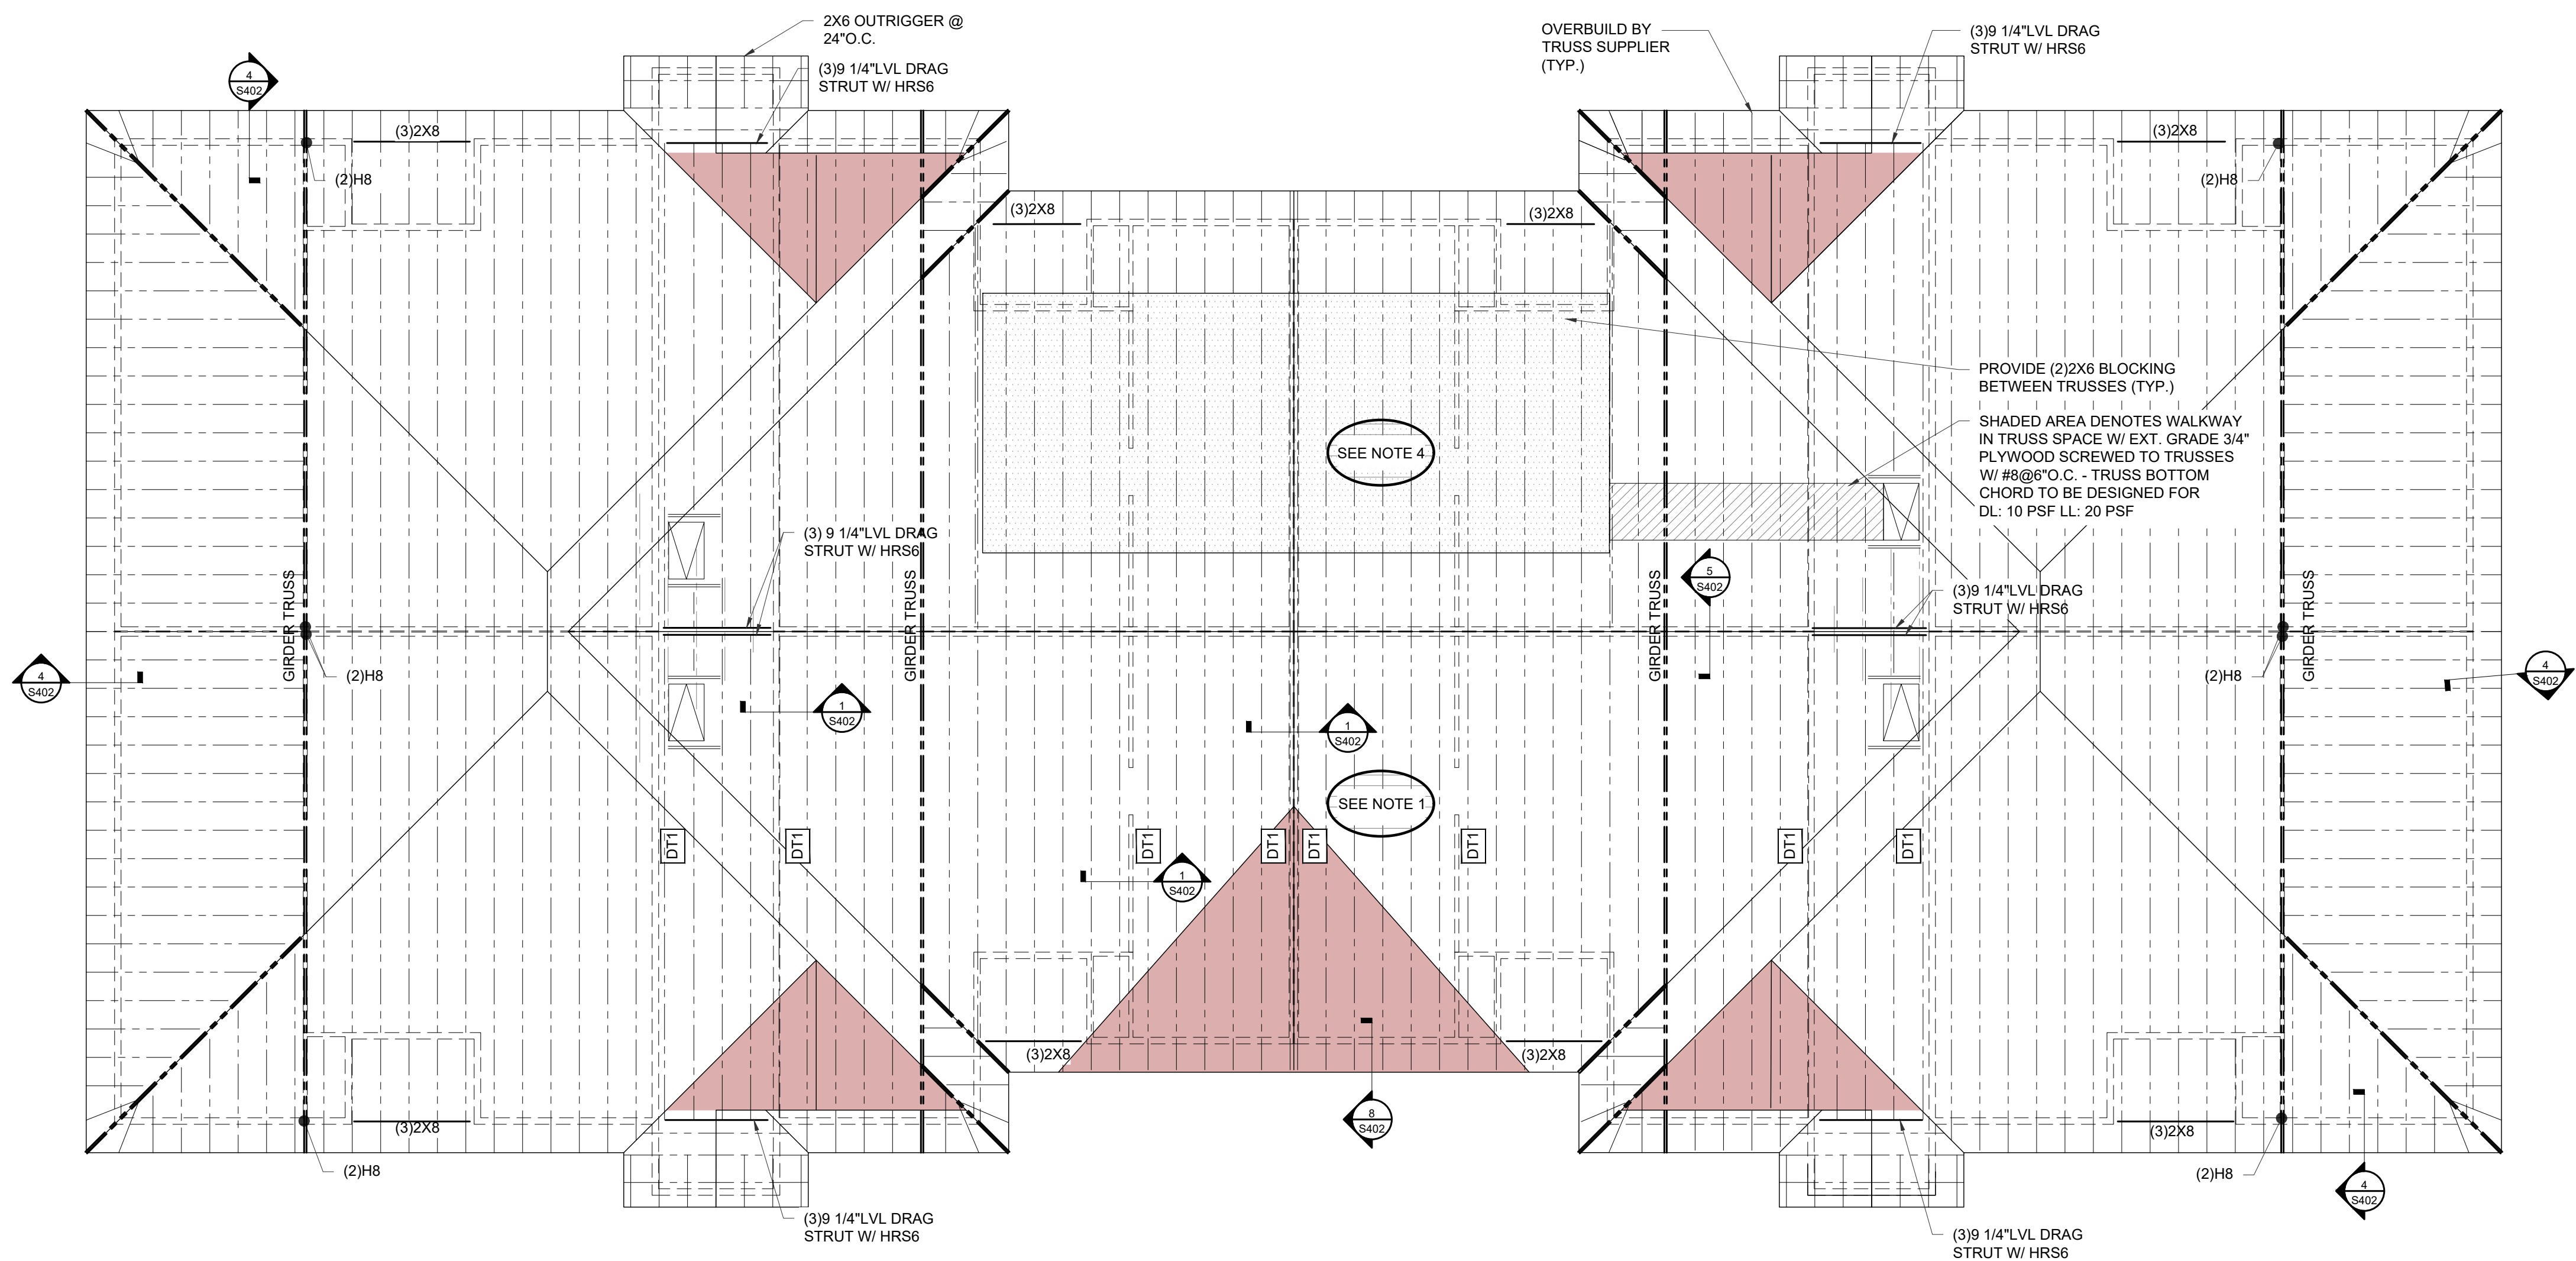 2X6 OUTRIGGER @
24"O.C.
(3)9 1/4"LVL DRAG
STRUT W/ HRS6
OVERBUILD BY
TRUSS SUPPLIER
(TYP.)
(3)9 1/4"LVL DRAG
STRUT W/ HRS6
4
S402
(3)2X8
(2)H8
(3)2X8
(2)H8
(3)2X8
(3)2X8
PROVIDE (2)2X6 BLOCKING
BETWEEN TRUSSES (TYP.)
SHADED AREA DENOTES WALKWAY
IN TRUSS SPACE W/ EXT. GRADE 3/4"
PLYWOOD SCREWED TO TRUSSES
W/ #8@6"O.C. - TRUSS BOTTOM
CHORD TO BE DESIGNED FOR
DL: 10 PSF LL: 20 PSF
SEE NOTE 4
(3) 9 1/4"LVL DRAG
STRUT W/ HRS6
5
S402
(3)9 1/4"LVL DRAG
STRUT W/ HRS6
GIRDER TRUSS
GIRDER TRUSS
GIRDER TRUSS
GIRDER TRUSS
4
S402
(2)H8
(2)H8
4
S402
1
S402
1
S402
SEE NOTE 1
DT1
DT1
DT1
DT1
DT1
DT1
DT1
DT1
1
S402
(3)2X8
(3)2X8
(3)2X8
(3)2X8
8
S402
(2)H8
(2)H8
4
S402
(3)9 1/4"LVL DRAG
STRUT W/ HRS6
(3)9 1/4"LVL DRAG
STRUT W/ HRS6